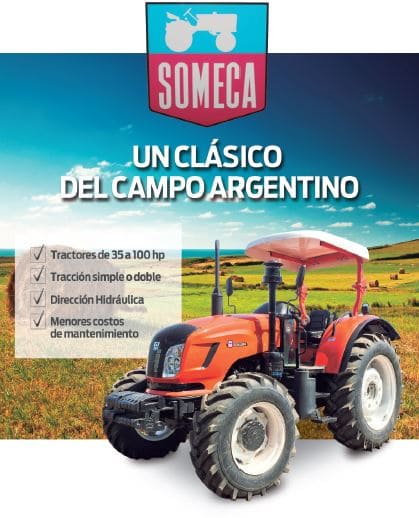 SOMECA
UN CLÁSICO
DEL CAMPO ARGENTINO
Tractores de 35 a 100 hp
Tracción simple o doble
Dirección Hidráulica
Menores costos
de mantenimiento